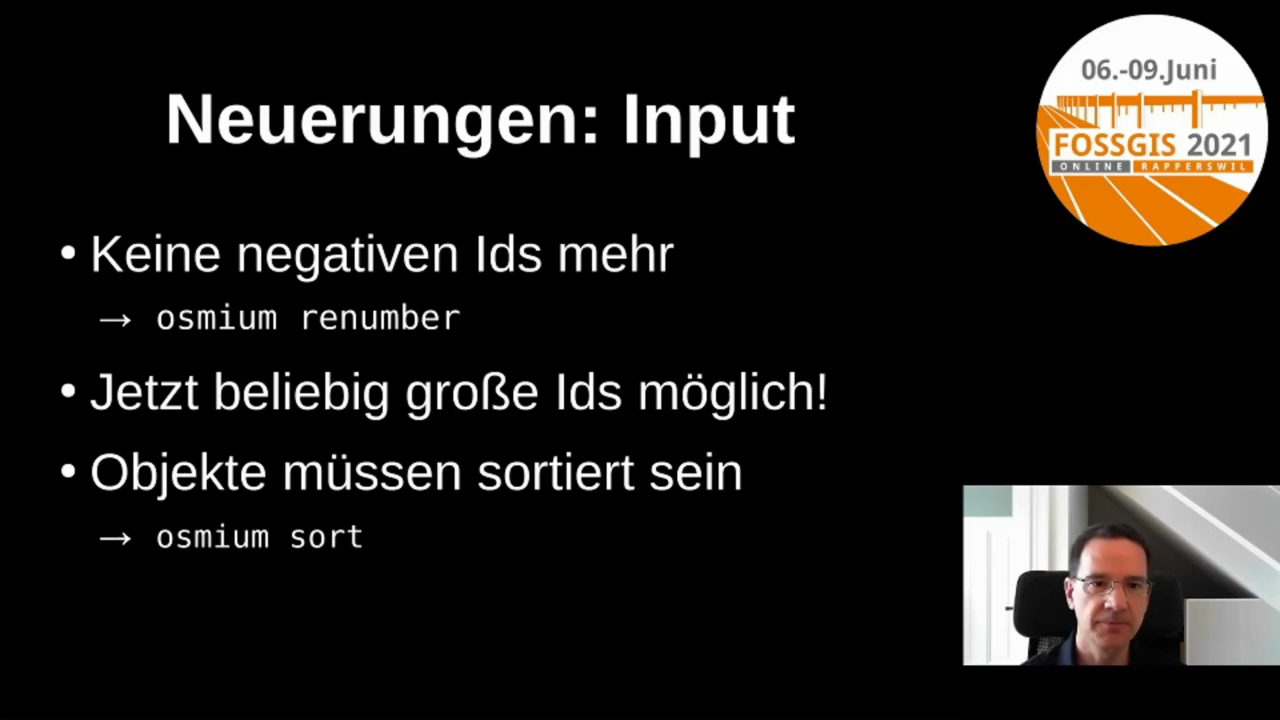 Neuerungen: Input
06.-09.Juni
FOSSGIS 2021
ONLINE RAPPERSWIL
• Keine negativen Ids mehr
→ osmium renumber
• Jetzt beliebig große Ids möglich!
• Objekte müssen sortiert sein
→ osmium sort